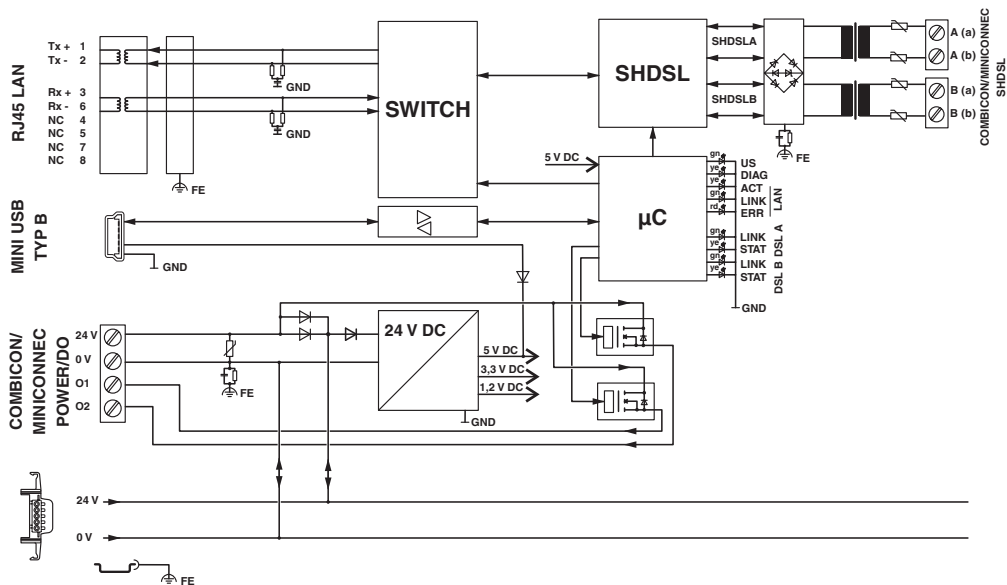 RJ45 LAN
Tx + 1
Tx - 2
Rx + 3
Rx - 6
NC 4
NC 5
NC 7
NC 8
FE
GND
GND
SWITCH
SHDSL
SHDSLA
SHDSLB
FE
A (a)
A (b)
B (a)
B (b)
COMBICON/MINICONNEC
SHDSL
5 V DC
µC
gn US
ye DIAG
ye ACT
gn LINK
rd ERR
LAN
gn LINK
ye STAT
DSL A
gn LINK
ye STAT
DSL B
GND
MINI USB
TYP B
GND
COMBICON/
MINICONNEC
POWER/DO
24 V
0 V
O1
O2
FE
24 V DC
5 V DC
3,3 V DC
1,2 V DC
GND
24 V
0 V
FE